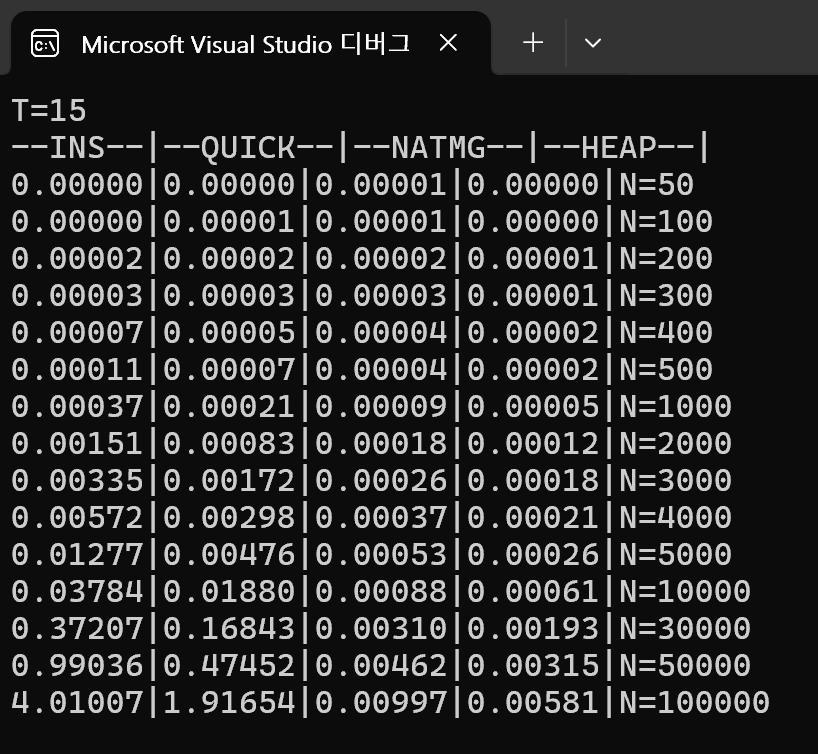 Microsoft Visual Studio 디버그
T=15
--INS--|--QUICK--|--NATMG--|--HEAP--|
0.00000|0.00000|0.00001|0.00000|N=50
0.00000|0.00001|0.00001|0.00000|N=100
0.00002|0.00002|0.00002|0.00001|N=200
0.00003|0.00003|0.00003|0.00001|N=300
0.00007|0.00005|0.00004|0.00002|N=400
0.00011|0.00007|0.00004|0.00002|N=500
0.00037|0.00021|0.00009|0.00005|N=1000
0.00151|0.00083|0.00018|0.00012|N=2000
0.00335|0.00172|0.00026|0.00018|N=3000
0.00572|0.00298|0.00037|0.00021|N=4000
0.01277|0.00476|0.00053|0.00026|N=5000
0.03784|0.01880|0.00088|0.00061|N=10000
0.37207|0.16843|0.00310|0.00193|N=30000
0.99036|0.47452|0.00462|0.00315|N=50000
4.01007|1.91654|0.00997|0.00581|N=100000